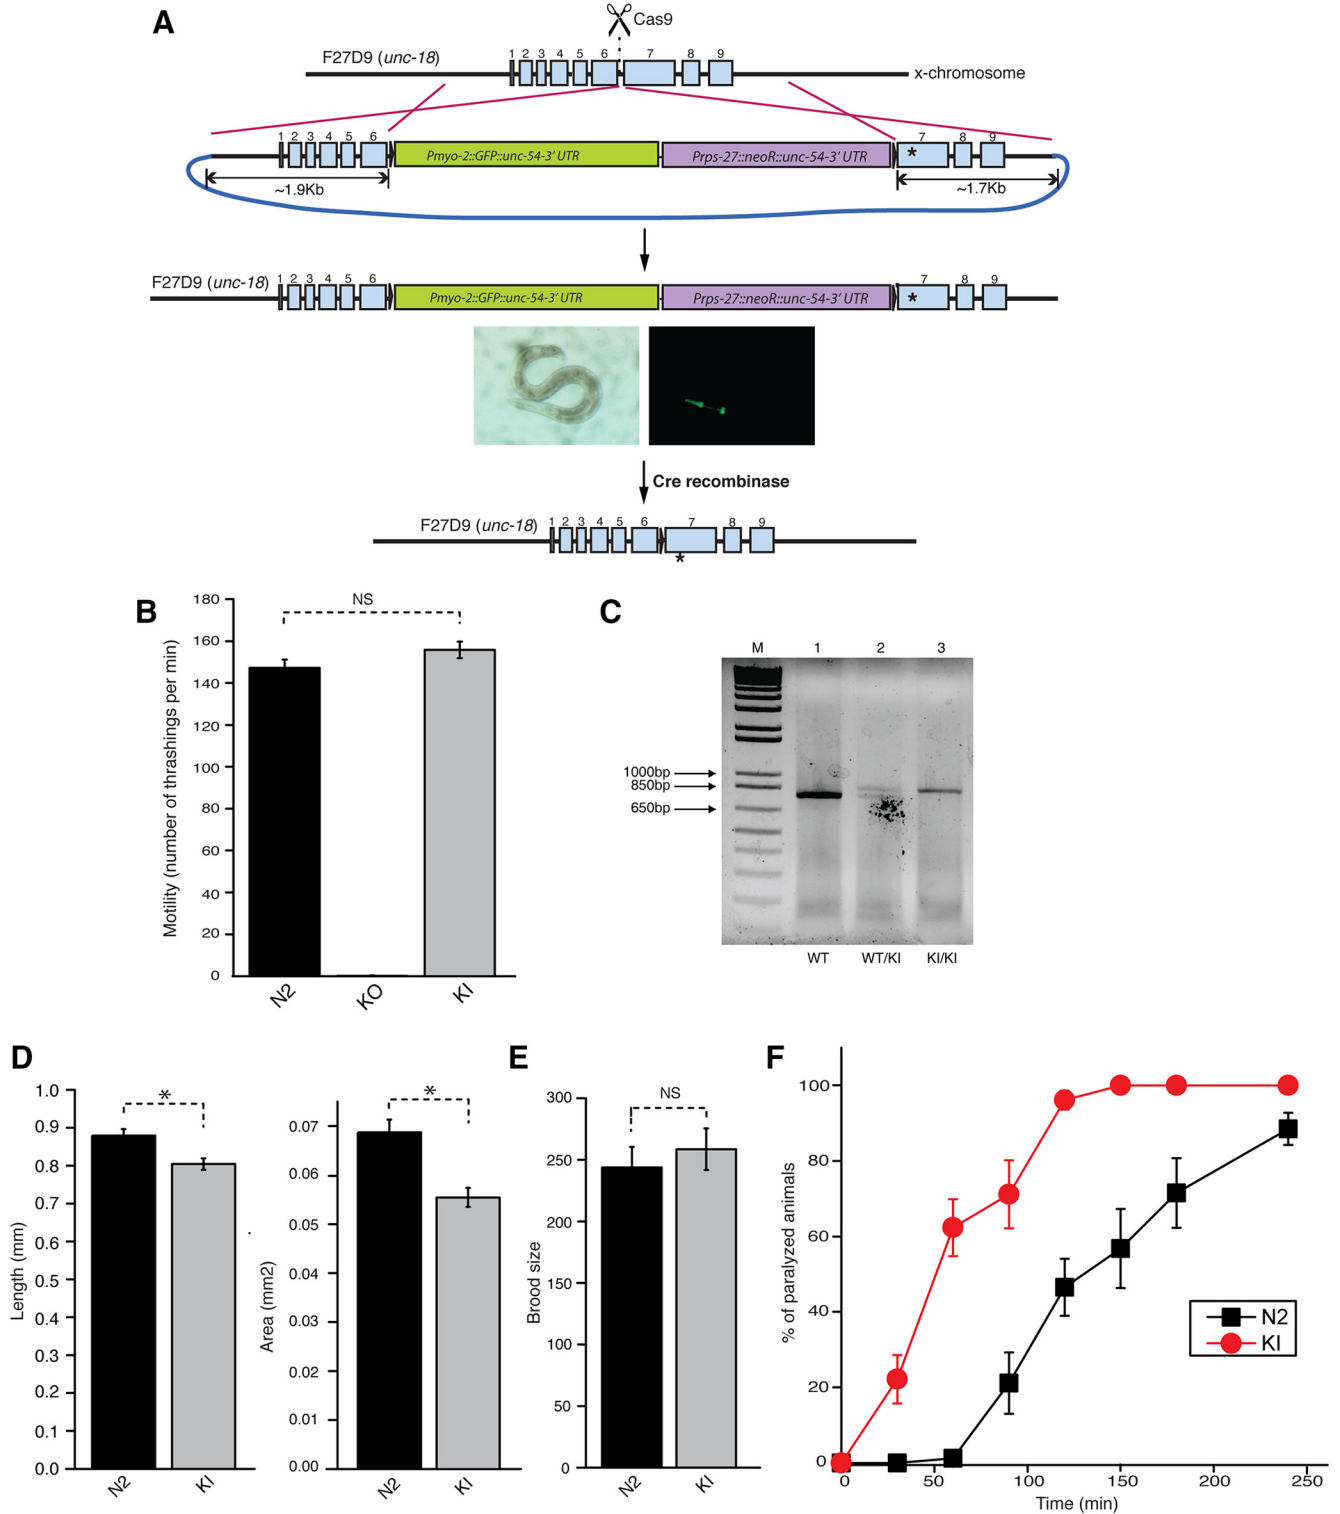 A
Cas9
F27D9 (unc-18)
1 2 3 4 5 6 7 8 9
x-chromosome
1 2 3 4 5 6 7 8 9
Pmyo-2::GFP::unc-54-3’ UTR
Prps-27::neoR::unc-54-3’ UTR
*
~1.9Kb
~1.7Kb
F27D9 (unc-18)
1 2 3 4 5 6 7 8 9
Pmyo-2::GFP::unc-54-3’ UTR
Prps-27::neoR::unc-54-3’ UTR
*
Cre recombinase
F27D9 (unc-18)
1 2 3 4 5 6 7 8 9
*
B
Motility (number of thrashings per min)
180
160
140
120
100
80
60
40
20
0
NS
N2
KO
KI
C
M 1 2 3
1000bp
850bp
650bp
WT WT/KI KI/KI
D
Length (mm)
1.0
0.9
0.8
0.7
0.6
0.5
0.4
0.3
0.2
0.1
0.0
*
N2
KI
Area (mm2)
0.07
0.06
0.05
0.04
0.03
0.02
0.01
0.00
*
N2
KI
E
Brood size
300
250
200
150
100
50
0
NS
N2
KI
F
% of paralyzed animals
100
80
60
40
20
0
0 50 100 150 200 250
Time (min)
N2
KI